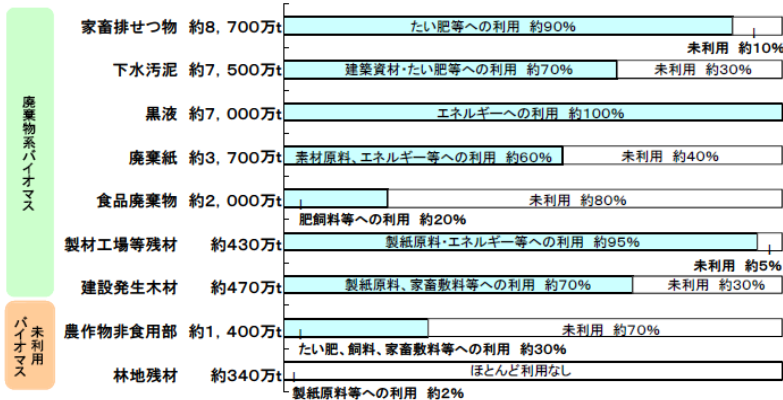 廃棄物系バイオマス
家畜排せつ物 約8,700万t たい肥等への利用 約90%
未利用 約10%
下水汚泥 約7,500万t 建築資材・たい肥等への利用 約70% 未利用 約30%
黒液 約7,000万t エネルギーへの利用 約100%
廃棄紙 約3,700万t 素材原料、エネルギー等への利用 約60% 未利用 約40%
食品廃棄物 約2,000万t 未利用 約80%
肥飼料等への利用 約20%
製材工場等残材 約430万t 製紙原料・エネルギー等への利用 約95%
未利用 約5%
建設発生木材 約470万t 製紙原料、家畜敷料等への利用 約70% 未利用 約30%
未利用
バイオマス
農作物非食用部 約1,400万t 未利用 約70%
たい肥、飼料、家畜敷料等への利用 約30%
林地残材 約340万t ほとんど利用なし
製紙原料等への利用 約2%